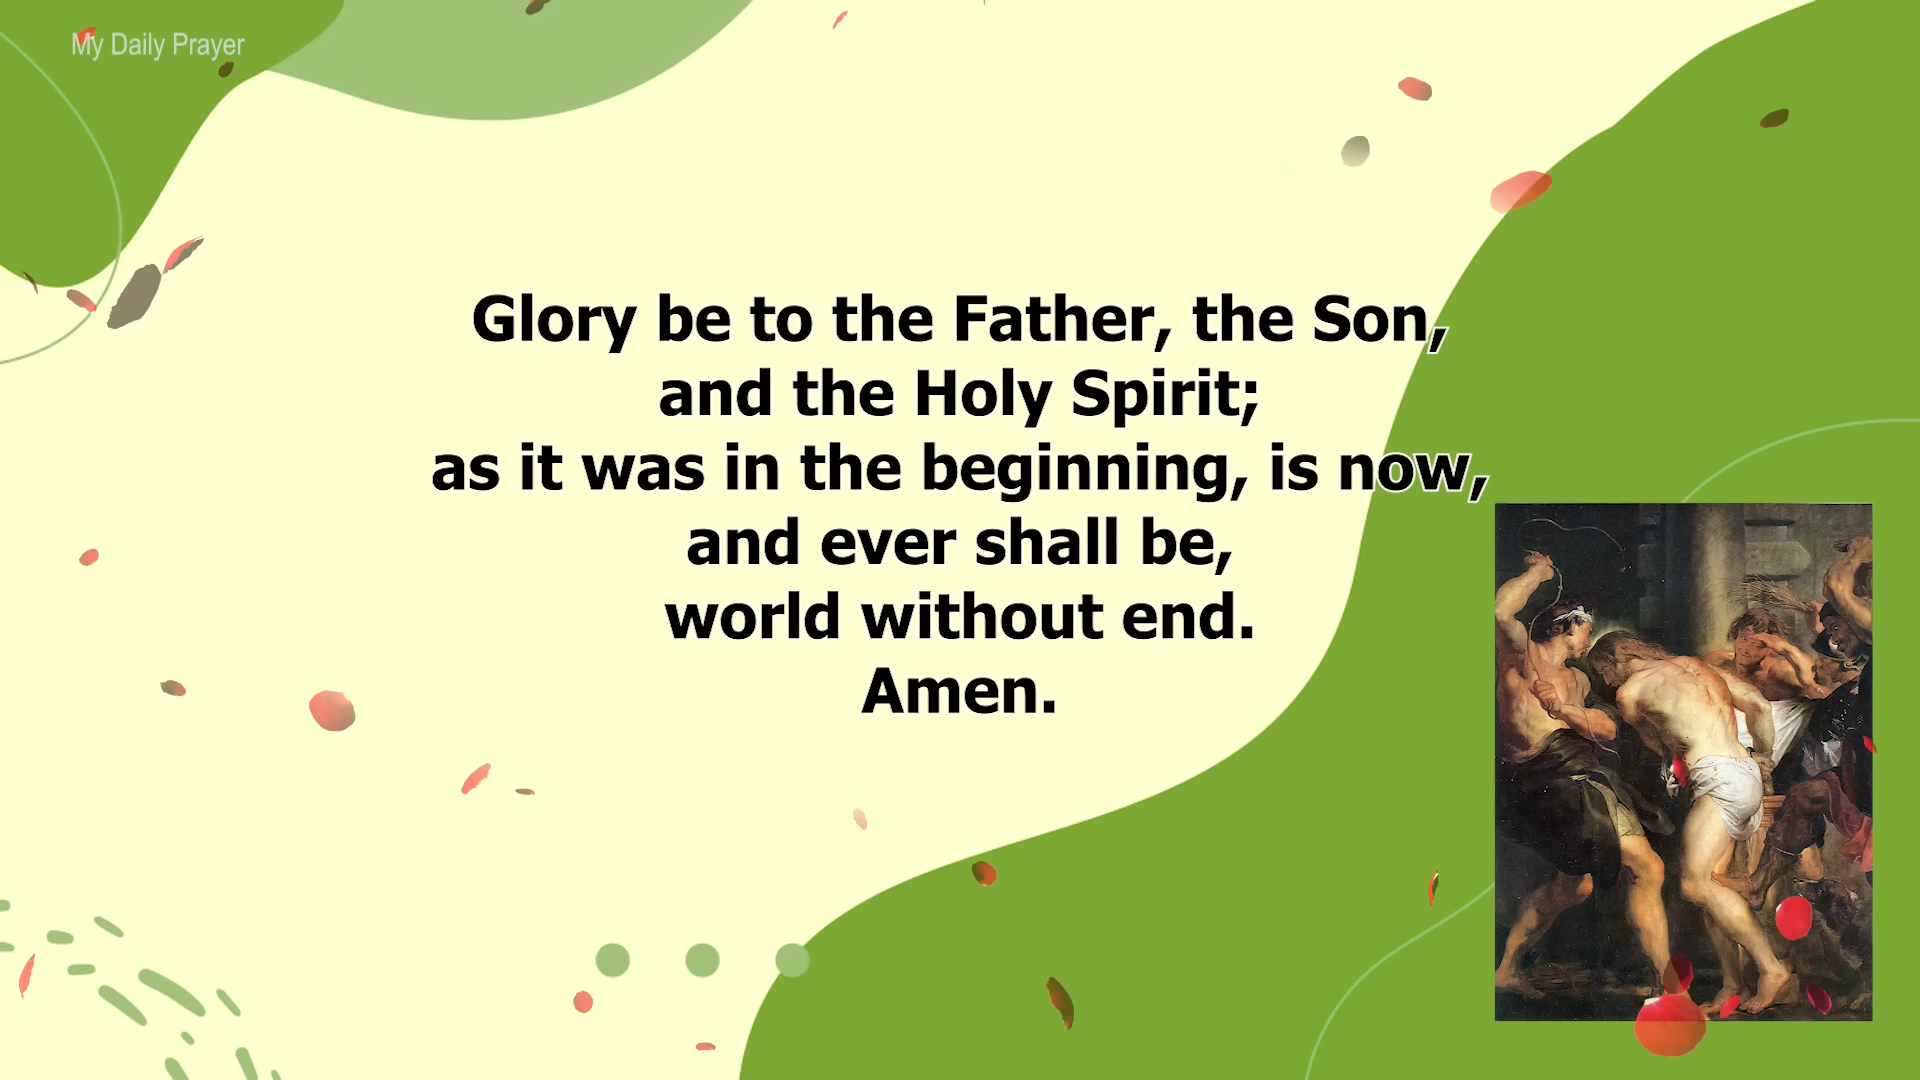 My Daily Prayer
Glory be to the Father, the Son,
and the Holy Spirit;
as it was in the beginning, is now,
and ever shall be,
world without end.
Amen.